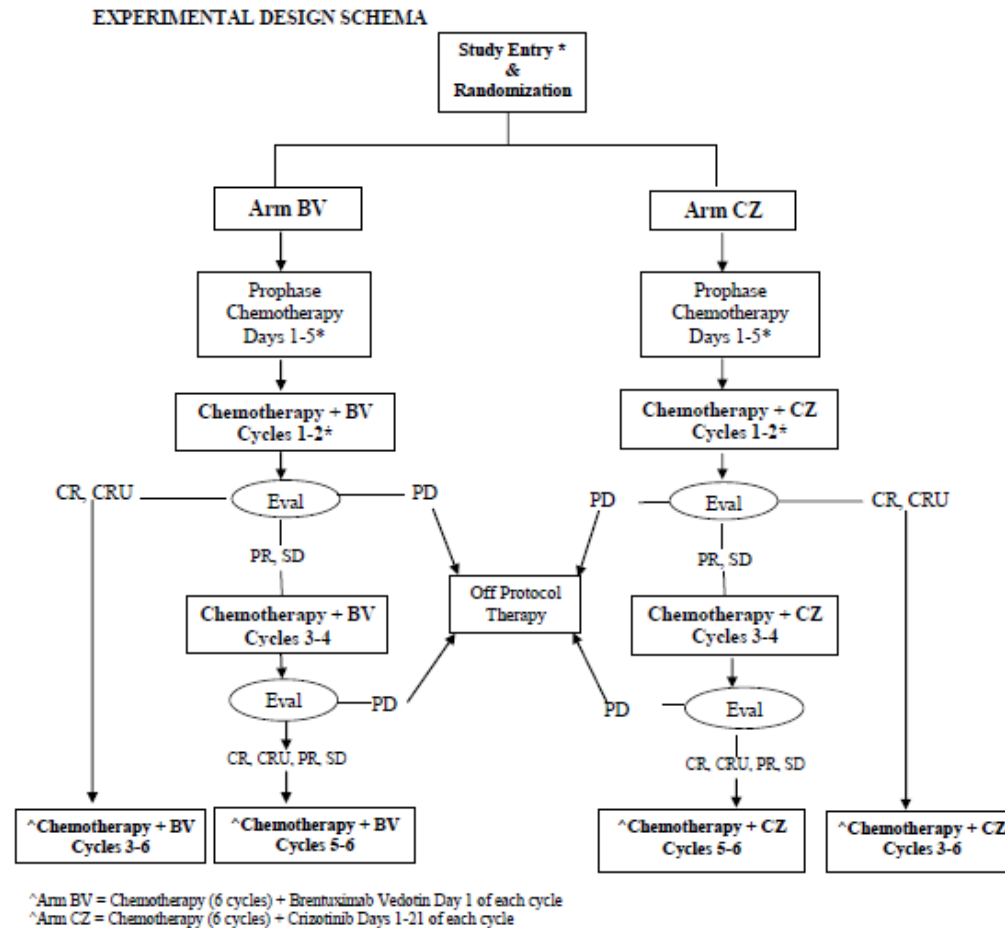 EXPERIMENTAL DESIGN SCHEMA
Study Entry *
&
Randomization
Arm BV
Arm CZ
Prophase
Chemotherapy
Days 1-5*
Prophase
Chemotherapy
Days 1-5*
Chemotherapy + BV
Cycles 1-2*
Chemotherapy + CZ
Cycles 1-2*
CR, CRU
Eval
PD
PD
Eval
CR, CRU
PR, SD
PR, SD
Off Protocol
Therapy
Chemotherapy + BV
Cycles 3-4
Chemotherapy + CZ
Cycles 3-4
Eval
PD
PD
Eval
CR, CRU, PR, SD
CR, CRU, PR, SD
^Chemotherapy + BV
Cycles 3-6
^Chemotherapy + BV
Cycles 5-6
^Chemotherapy + CZ
Cycles 5-6
^Chemotherapy + CZ
Cycles 3-6
^Arm BV = Chemotherapy (6 cycles) + Brentuximab Vedotin Day 1 of each cycle
^Arm CZ = Chemotherapy (6 cycles) + Crizotinib Days 1-21 of each cycle